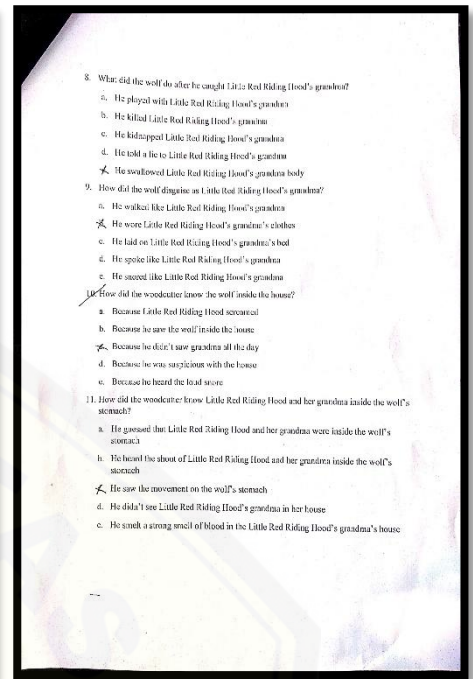 8. What did the wolf do after he caught Little Red Riding Hood's grandma?
a. He played with Little Red Riding Hood's grandma
b. He killed Little Red Riding Hood's grandma
c. He kidnapped Little Red Riding Hood's grandma
d. He told a lie to Little Red Riding Hood's grandma
He swallowed Little Red Riding Hood's grandma body
9. How did the wolf disguise as Little Red Riding Hood's grandma?
a. He walked like Little Red Riding Hood's grandma
He wore Little Red Riding Hood's grandma's clothes
c. He laid on Little Red Riding Hood's grandma's bed
d. He spoke like Little Red Riding Hood's grandma
e. He snored like Little Red Riding Hood's grandma
10. How did the woodcutter know the wolf inside the house?
a. Because Little Red Riding Hood screamed
b. Because he saw the wolf inside the house
Because he didn't saw grandma all the day
d. Because he was suspicious with the house
e. Because he heard the loud snore
11. How did the woodcutter know Little Red Riding Hood and her grandma inside the wolf's
stomach?
a. He guessed that Little Red Riding Hood and her grandma were inside the wolf's
stomach
b. He heard the shout of Little Red Riding Hood and her grandma inside the wolf's
stomach
He saw the movement on the wolf's stomach
d. He didn't see Little Red Riding Hood's grandma in her house
e. He smelt a strong smell of blood in the Little Red Riding Hood's grandma's house